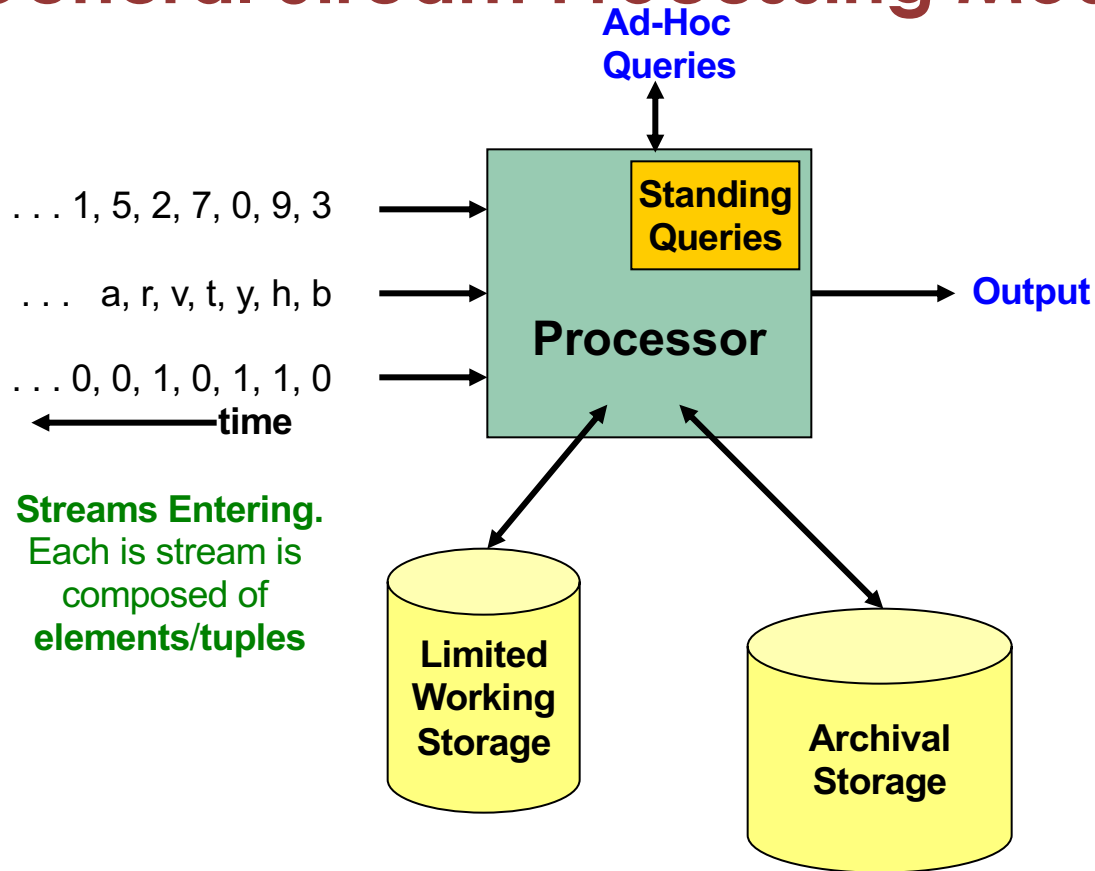 Ad-Hoc
Queries
. . . 1, 5, 2, 7, 0, 9, 3
. . . a, r, v, t, y, h, b
. . . 0, 0, 1, 0, 1, 1, 0
time
Standing
Queries
Processor
Output
Streams Entering.
Each is stream is
composed of
elements/tuples
Limited
Working
Storage
Archival
Storage